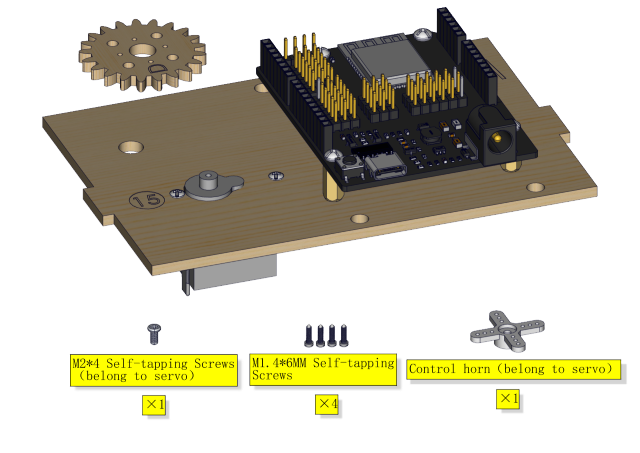 D
15
M2*4 Self-tapping Screws
(belong to servo)
M1.4*6MM Self-tapping
Screws
Control horn（belong to servo）
×1
×4
×1